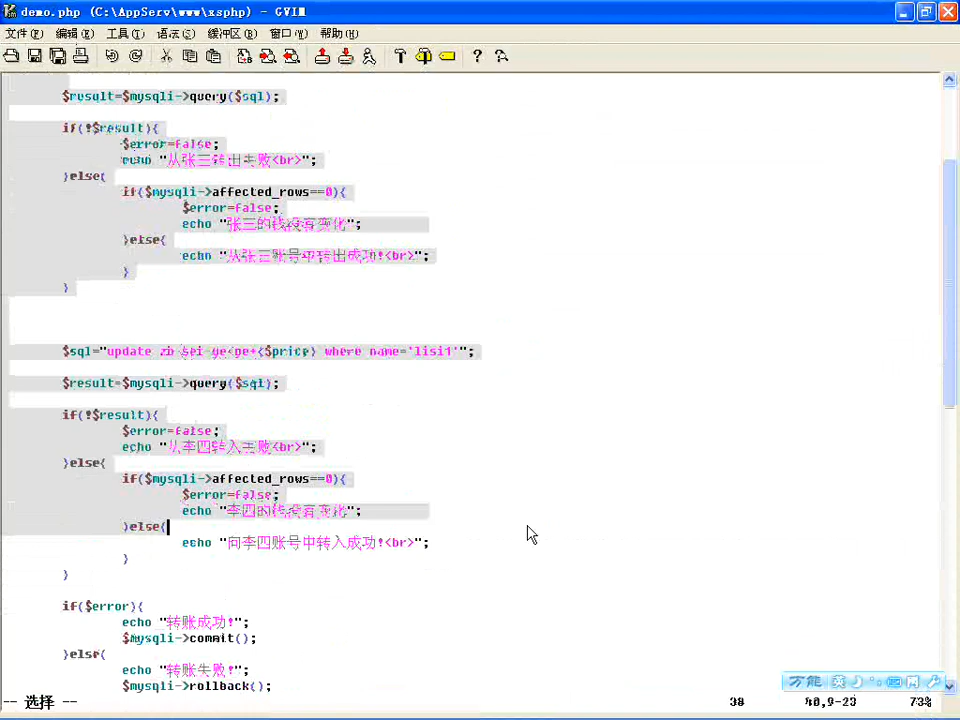 demo.php (C:\AppServ\www\xsphp) - GVIM
文件(F) 编辑(E) 工具(T) 语法(S) 缓冲区(B) 窗口(W) 帮助(H)
$result=$mysqli->query($sql);
if(!$result){
$error=false;
echo "从张三转出失败<br>";
}else{
if($mysqli->affected_rows==0){
$error=false;
echo "张三的钱没有变化";
}else{
echo "从张三账号中转出成功!<br>";
}
}
$sql="update zh set ye=ye+{$price} where name='lisi1'";
$result=$mysqli->query($sql);
if(!$result){
$error=false;
echo "从李四转入失败<br>";
}else{
if($mysqli->affected_rows==0){
$error=false;
echo "李四的钱没有变化";
}else{
echo "向李四账号中转入成功!<br>";
}
}
if($error){
echo "转账成功!";
$mysqli->commit();
}else{
echo "转账失败!";
$mysqli->rollback();
-- 选择 -- 38 40,9-23 73%
万能 英